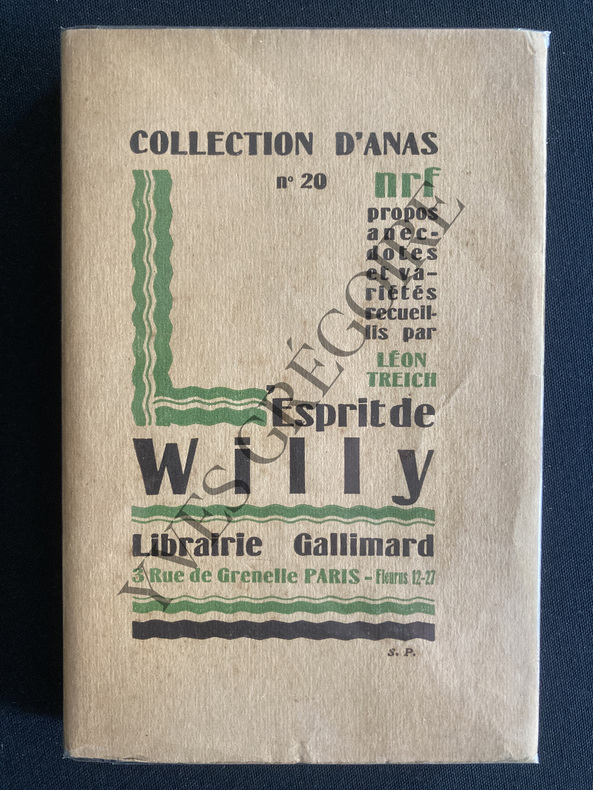 COLLECTION D'ANAS
nº 20
nrf
propos
anec-
dotes
et va-
riétés
recueil-
lis par
LÉON
TREICH
L'Esprit de
Willy
Librairie Gallimard
3 Rue de Grenelle PARIS - Fleurus 12-27
S. P.
YVES GRÉGOIRE